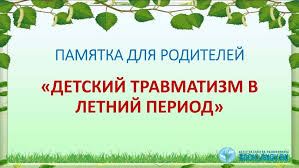 ПАМЯТКА ДЛЯ РОДИТЕЛЕЙ
«ДЕТСКИЙ ТРАВМАТИЗМ В
ЛЕТНИЙ ПЕРИОД»